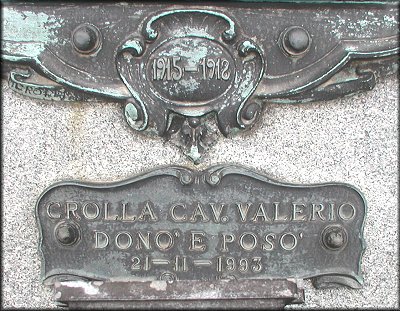 1915-1918
CROLLA CAV. VALERIO
DONO' E POSO'
21-11-1993